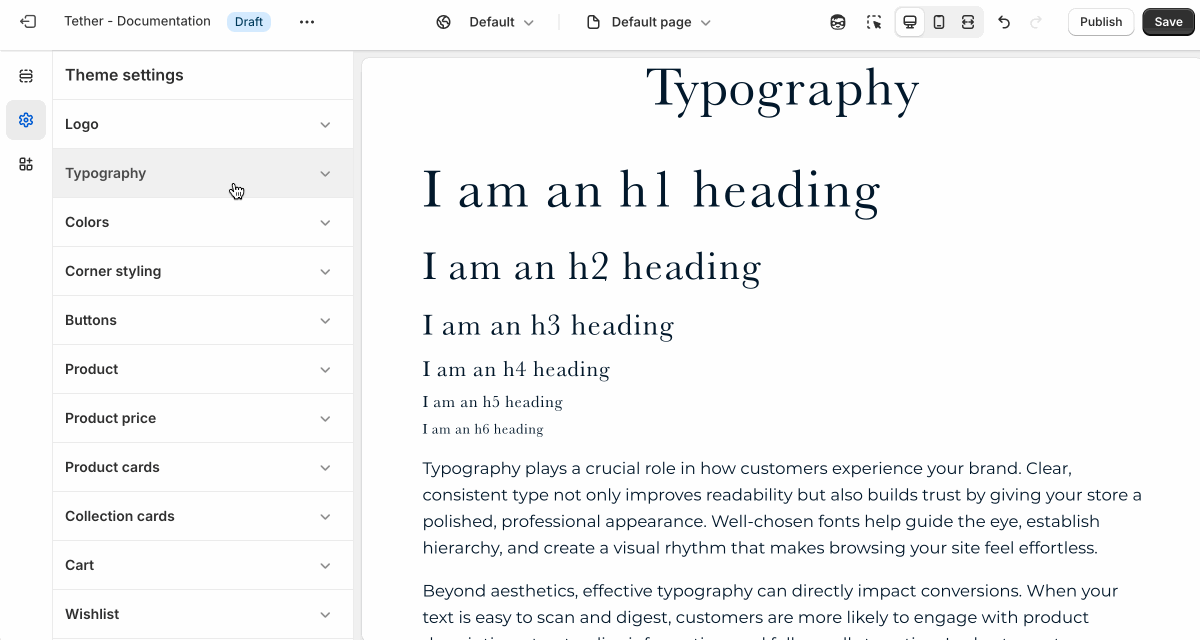 Tether - Documentation Draft ••• Default Default page Publish Save
Theme settings
Logo
Typography
Colors
Corner styling
Buttons
Product
Product price
Product cards
Collection cards
Cart
Wishlist
Typography
I am an h1 heading
I am an h2 heading
I am an h3 heading
I am an h4 heading
I am an h5 heading
I am an h6 heading
Typography plays a crucial role in how customers experience your brand. Clear,
consistent type not only improves readability but also builds trust by giving your store a
polished, professional appearance. Well-chosen fonts help guide the eye, establish
hierarchy, and create a visual rhythm that makes browsing your site feel effortless.
Beyond aesthetics, effective typography can directly impact conversions. When your
text is easy to scan and digest, customers are more likely to engage with product